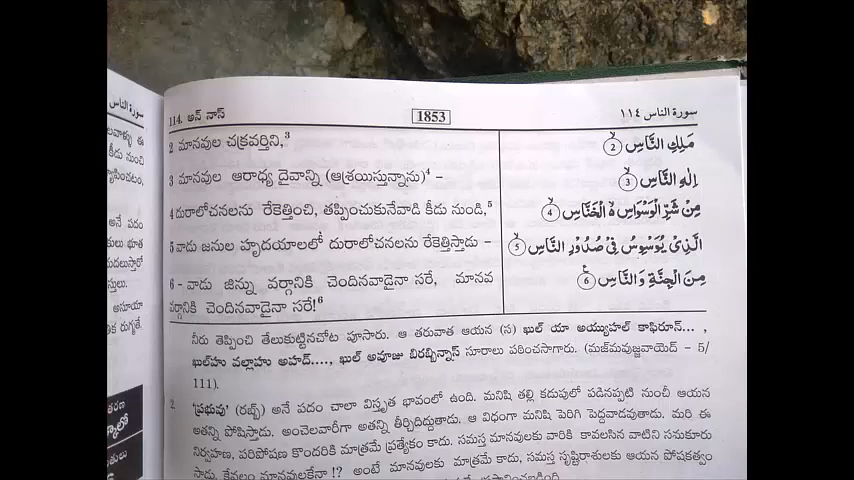 114. అన్ నాస్
1853
سورة الناس ١١٤
2 మానవుల చక్రవర్తిని,3
3 మానవుల ఆరాధ్య దైవాన్ని (ఆశ్రయిస్తున్నాను)4 –
4 దురాలోచనలను రేకెత్తించి, తప్పించుకునేవాడి కీడు నుండి,5
5 వాడు జనుల హృదయాలలో దురాలోచనలను రేకెత్తిస్తాడు –
6 – వాడు జిన్ను వర్గానికి చెందినవాడైనా సరే, మానవ
వర్గానికి చెందినవాడైనా సరే!6
مَلِكِ النَّاسِ ۙ 2
اِلٰهِ النَّاسِ ۙ 3
مِنْ شَرِّ الْوَسْوَاسِ ە الْخَنَّاسِ ۙ 4
الَّذِىْ يُوَسْوِسُ فِىْ صُدُوْرِ النَّاسِ ۙ 5
مِنَ الْجِنَّةِ وَ النَّاسِ 6
నీరు తెప్పించి తేలుకుట్టినచోట పూసారు. ఆ తరువాత ఆయన (స) ఖుల్ యా అయ్యుహల్ కాఫిరూన్... ,
ఖుల్‌హు వల్లాహు అహద్...., ఖుల్ అవూజు బిరబ్బిన్నాస్ సూరాలు పఠించసాగారు. (మజ్‌మవుజ్జవాయెద్ – 5/
111).
2. 'ప్రభువు' (రబ్బ్) అనే పదం చాలా విస్తృత భావంలో ఉంది. మనిషి తల్లి కడుపులో పడినప్పటి నుంచీ ఆయన
అతన్ని పోషిస్తాడు. అంచెలవారీగా అతన్ని తీర్చిదిద్దుతాడు. ఆ విధంగా మనిషి పెరిగి పెద్దవాడవుతాడు. మరి ఈ
నిర్వహణ, పరిపోషణ కొందరికి మాత్రమే ప్రత్యేకం కాదు. సమస్త మానవులకు వారికి కావలసిన వాటిని సనుకూరు
సాడు. కేవలం మానవులకేనా !? అంటే మానవులకు మాత్రమే కాదు, సమస్త సృష్టిరాశులకు ఆయన పోషకత్వం